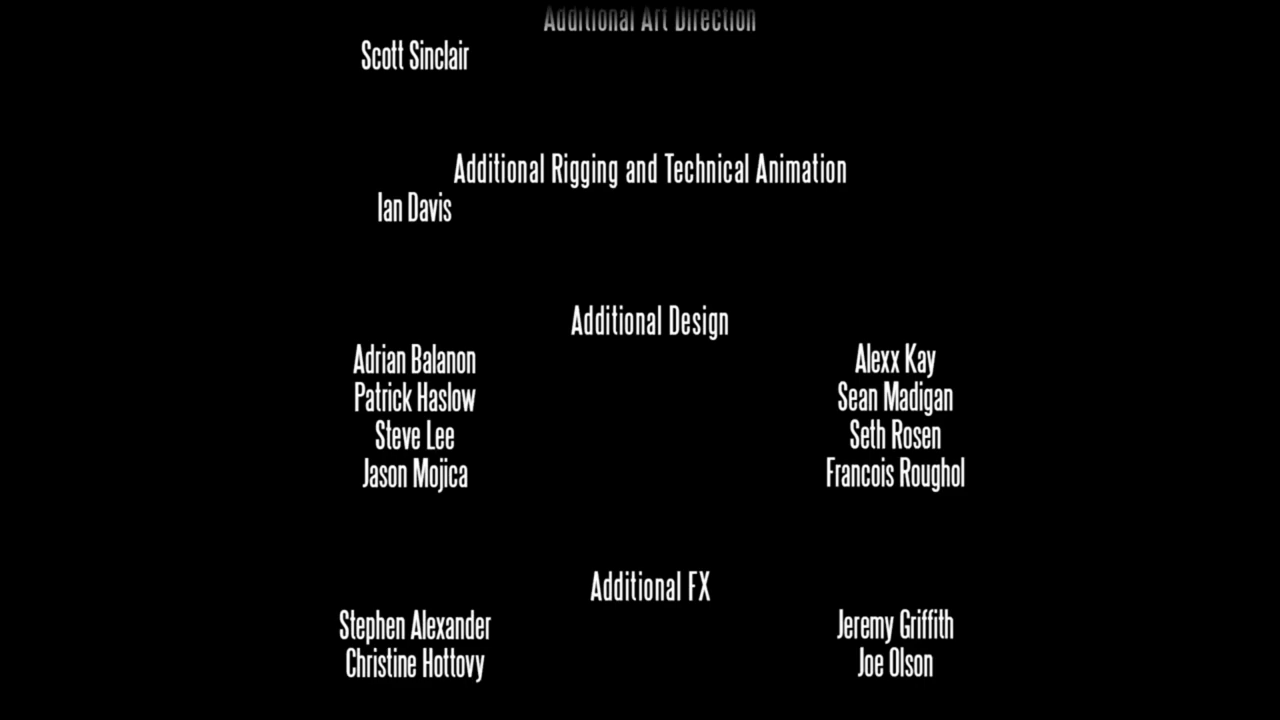 Additional Art Direction
Scott Sinclair
Additional Rigging and Technical Animation
Ian Davis
Additional Design
Adrian Balanon
Alexx Kay
Patrick Haslow
Sean Madigan
Steve Lee
Seth Rosen
Jason Mojica
Francois Roughol
Additional FX
Stephen Alexander
Jeremy Griffith
Christine Hottovy
Joe Olson